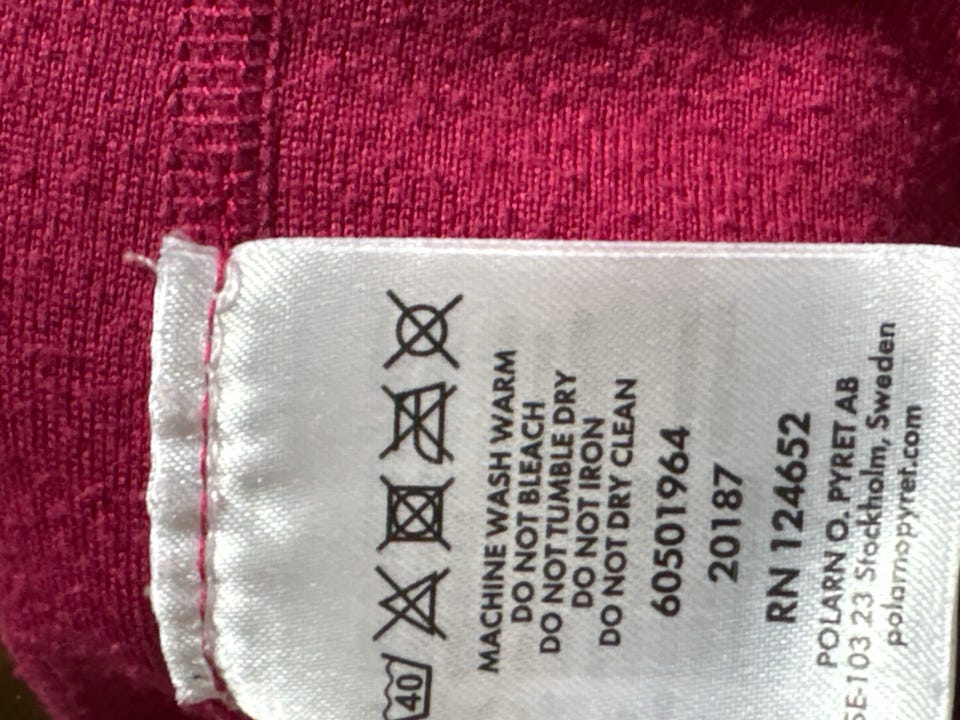 40
MACHINE WASH WARM
DO NOT BLEACH
DO NOT TUMBLE DRY
DO NOT IRON
DO NOT DRY CLEAN
60501964
20187
RN 124652
POLARN O. PYRET AB
SE-103 23 Stockholm, Sweden
polarnopyret.com